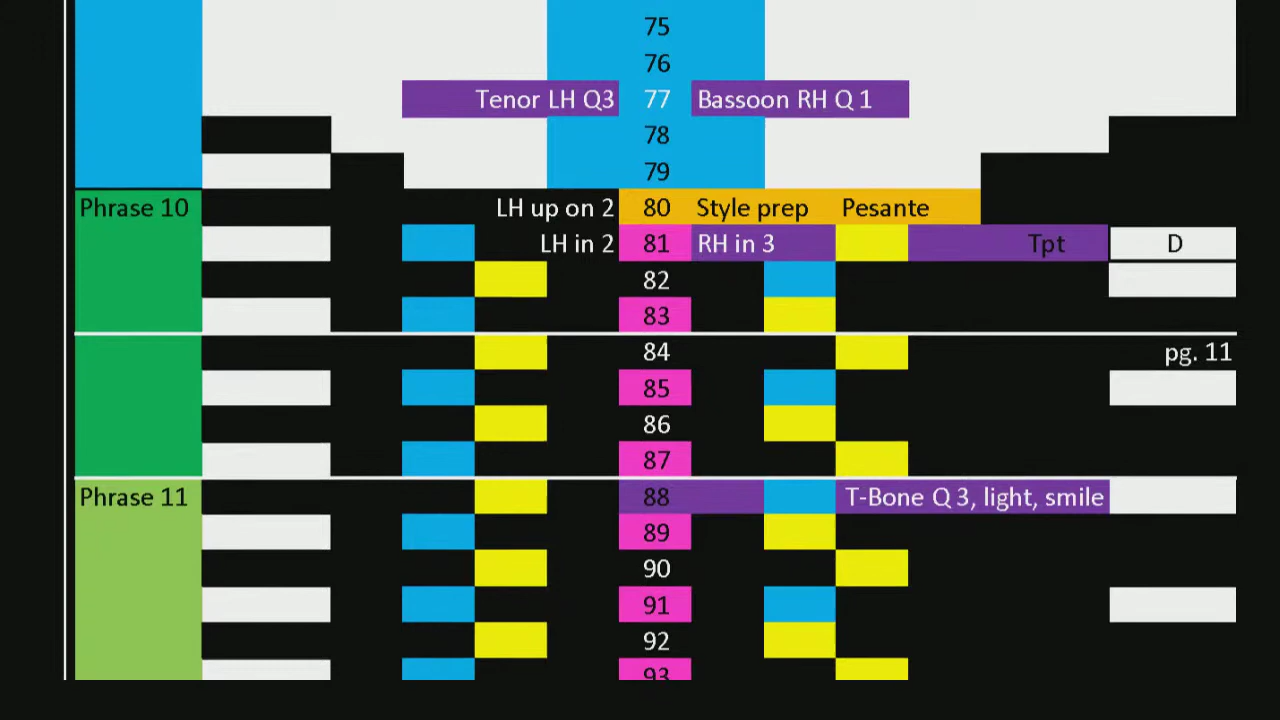 75
76
Tenor LH Q3 77 Bassoon RH Q 1
78
79
Phrase 10 LH up on 2 80 Style prep Pesante
LH in 2 81 RH in 3 Tpt D
82
83
84 pg. 11
85
86
87
Phrase 11 88 T-Bone Q 3, light, smile
89
90
91
92
93